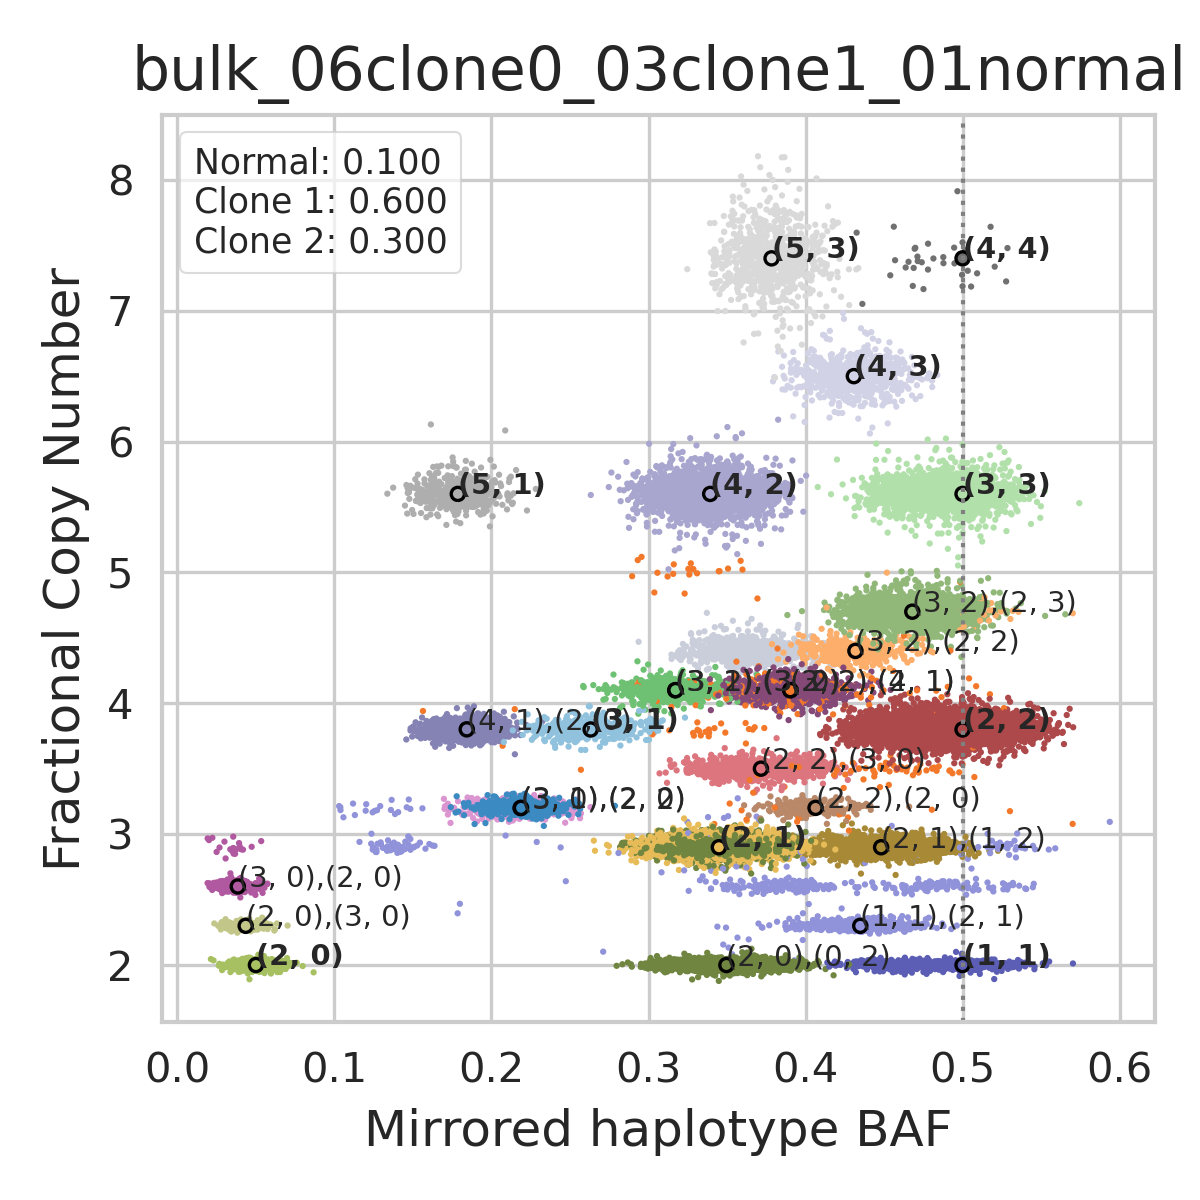 bulk_06clone0_03clone1_01normal
Normal: 0.100
Clone 1: 0.600
Clone 2: 0.300
Fractional Copy Number
8
7
6
5
4
3
2
(5, 3)
(4, 4)
(4, 3)
(5, 1)
(4, 2)
(3, 3)
(3, 2),(2, 3)
(3, 2),(2, 2)
(3, 1)
(2, 2)
(2, 2),(3, 0)
(2, 2),(2, 0)
(2, 1)
(2, 1),(1, 2)
(3, 0),(2, 0)
(2, 0),(3, 0)
(1, 1),(2, 1)
(2, 0)
(2, 0),(0, 2)
(1, 1)
0.0 0.1 0.2 0.3 0.4 0.5 0.6
Mirrored haplotype BAF